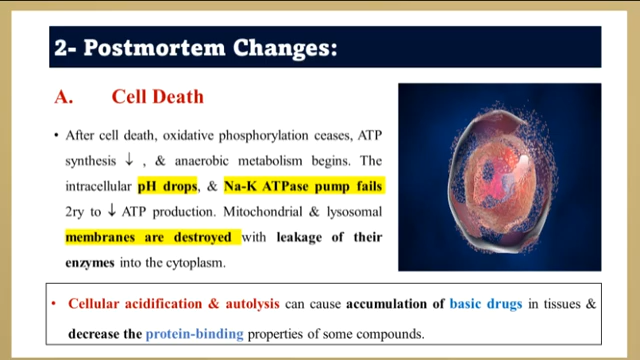 2- Postmortem Changes:
A. Cell Death
• After cell death, oxidative phosphorylation ceases, ATP
synthesis ↓ , & anaerobic metabolism begins. The
intracellular pH drops, & Na-K ATPase pump fails
2ry to ↓ ATP production. Mitochondrial & lysosomal
membranes are destroyed with leakage of their
enzymes into the cytoplasm.
• Cellular acidification & autolysis can cause accumulation of basic drugs in tissues &
decrease the protein-binding properties of some compounds.